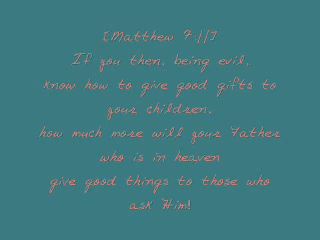 [Matthew 7:11]
If you then, being evil,
know how to give good gifts to
your children,
how much more will your Father
who is in heaven
give good things to those who
ask Him!